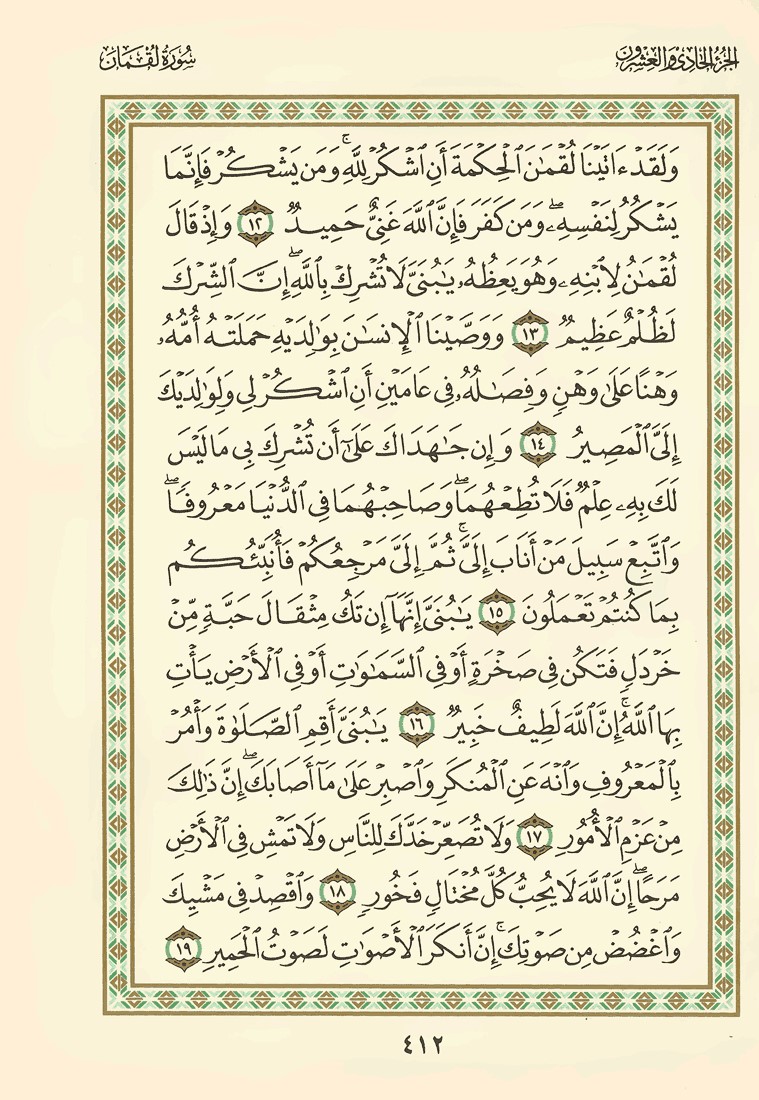 الجزء الحادي والعشرون
سورة لقمان
وَلَقَدْ ءَاتَيْنَا لُقْمَٰنَ ٱلْحِكْمَةَ أَنِ ٱشْكُرْ لِلَّهِۚ وَمَن يَشْكُرْ فَإِنَّمَا
يَشْكُرُ لِنَفْسِهِۦۖ وَمَن كَفَرَ فَإِنَّ ٱللَّهَ غَنِىٌّ حَمِيدٌ ١٢ وَإِذْ قَالَ
لُقْمَٰنُ لِٱبْنِهِۦ وَهُوَ يَعِظُهُۥ يَٰبُنَىَّ لَا تُشْرِكْ بِٱللَّهِۖ إِنَّ ٱلشِّرْكَ
لَظُلْمٌ عَظِيمٌ ١٣ وَوَصَّيْنَا ٱلْإِنسَٰنَ بِوَٰلِدَيْهِ حَمَلَتْهُ أُمُّهُۥ
وَهْنًا عَلَىٰ وَهْنٍ وَفِصَٰلُهُۥ فِى عَامَيْنِ أَنِ ٱشْكُرْ لِى وَلِوَٰلِدَيْكَ
إِلَىَّ ٱلْمَصِيرُ ١٤ وَإِن جَٰهَدَاكَ عَلَىٰٓ أَن تُشْرِكَ بِى مَا لَيْسَ
لَكَ بِهِۦ عِلْمٌ فَلَا تُطِعْهُمَاۖ وَصَاحِبْهُمَا فِى ٱلدُّنْيَا مَعْرُوفًاۖ
وَٱتَّبِعْ سَبِيلَ مَنْ أَنَابَ إِلَىَّۚ ثُمَّ إِلَىَّ مَرْجِعُكُمْ فَأُنَبِّئُكُم
بِمَا كُنتُمْ تَعْمَلُونَ ١٥ يَٰبُنَىَّ إِنَّهَآ إِن تَكُ مِثْقَالَ حَبَّةٍ مِّنْ
خَرْدَلٍ فَتَكُن فِى صَخْرَةٍ أَوْ فِى ٱلسَّمَٰوَٰتِ أَوْ فِى ٱلْأَرْضِ يَأْتِ
بِهَا ٱللَّهُۚ إِنَّ ٱللَّهَ لَطِيفٌ خَبِيرٌ ١٦ يَٰبُنَىَّ أَقِمِ ٱلصَّلَوٰةَ وَأْمُرْ
بِٱلْمَعْرُوفِ وَٱنْهَ عَنِ ٱلْمُنكَرِ وَٱصْبِرْ عَلَىٰ مَآ أَصَابَكَۖ إِنَّ ذَٰلِكَ
مِنْ عَزْمِ ٱلْأُمُورِ ١٧ وَلَا تُصَعِّرْ خَدَّكَ لِلنَّاسِ وَلَا تَمْشِ فِى ٱلْأَرْضِ
مَرَحًاۖ إِنَّ ٱللَّهَ لَا يُحِبُّ كُلَّ مُخْتَالٍ فَخُورٍ ١٨ وَٱقْصِدْ فِى مَشْيِكَ
وَٱغْضُضْ مِن صَوْتِكَۚ إِنَّ أَنكَرَ ٱلْأَصْوَٰتِ لَصَوْتُ ٱلْحَمِيرِ ١٩
٤١٢